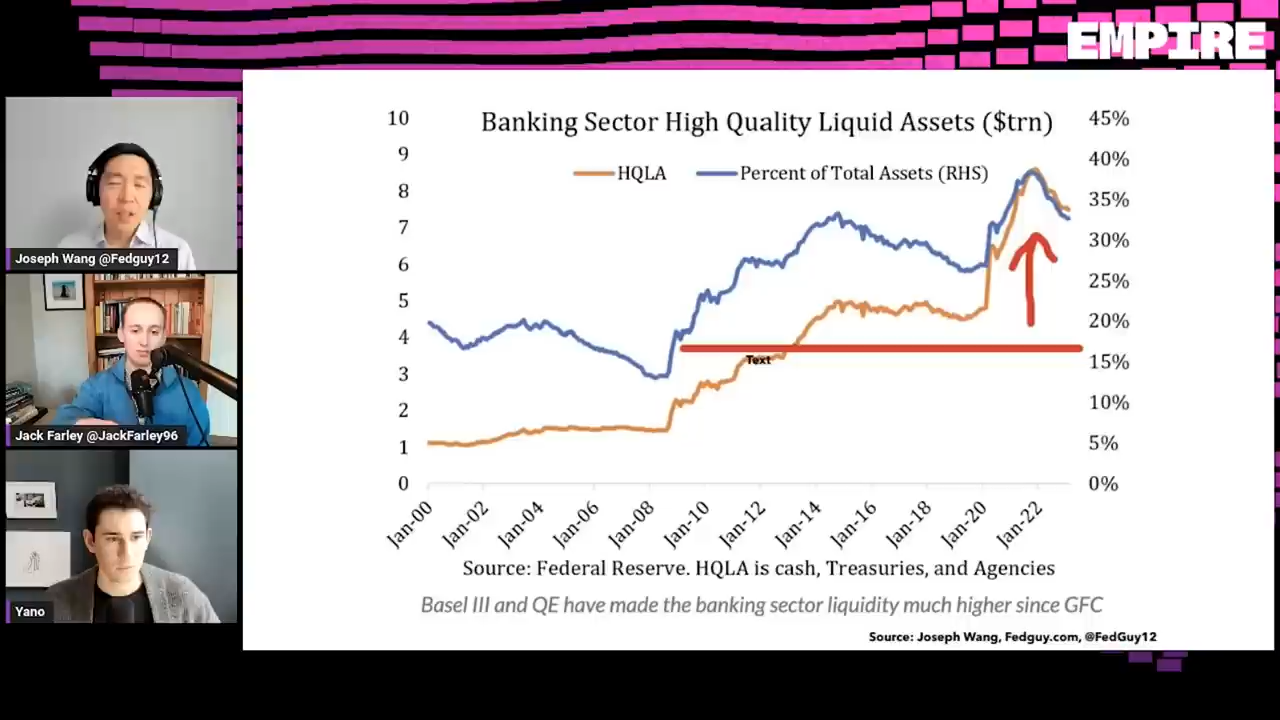 EMPIRE
Joseph Wang @Fedguy12
Jack Farley @JackFarley96
Yano
Banking Sector High Quality Liquid Assets ($trn)
HQLA
Percent of Total Assets (RHS)
10
9
8
7
6
5
4
3
2
1
0
45%
40%
35%
30%
25%
20%
15%
10%
5%
0%
Text
Jan-00
Jan-02
Jan-04
Jan-06
Jan-08
Jan-10
Jan-12
Jan-14
Jan-16
Jan-18
Jan-20
Jan-22
Source: Federal Reserve. HQLA is cash, Treasuries, and Agencies
Basel III and QE have made the banking sector liquidity much higher since GFC
Source: Joseph Wang, Fedguy.com, @FedGuy12